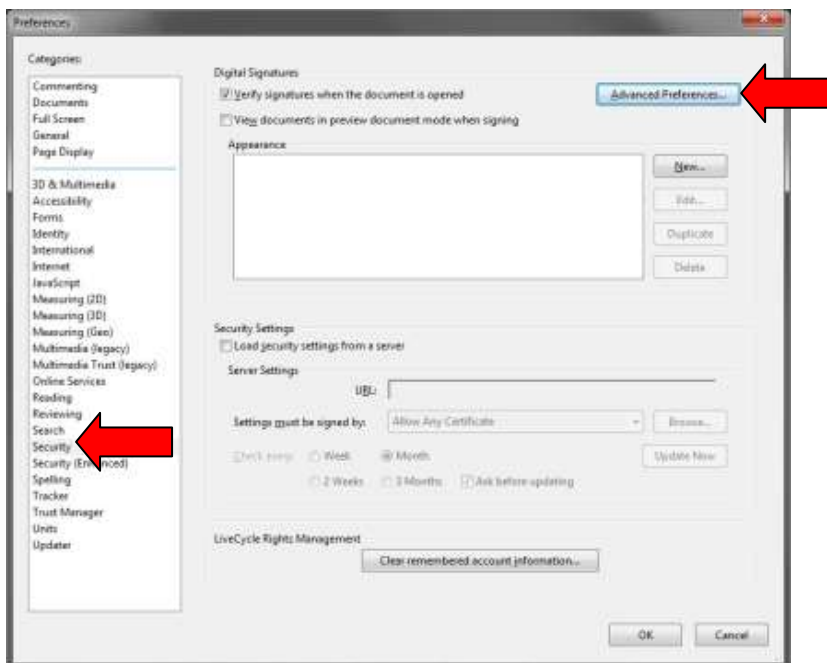 Preferences
Categories:
Commenting
Documents
Full Screen
General
Page Display
3D & Multimedia
Accessibility
Forms
Identity
International
Internet
JavaScript
Measuring (2D)
Measuring (3D)
Measuring (Geo)
Multimedia (legacy)
Multimedia Trust (legacy)
Online Services
Reading
Reviewing
Search
Security
Security (Enhanced)
Spelling
Tracker
Trust Manager
Units
Updater
Digital Signatures
Verify signatures when the document is opened
Advanced Preferences...
View documents in preview document mode when signing
Appearance
New...
Edit...
Duplicate
Delete
Security Settings
Load security settings from a server
Server Settings
URL:
Settings must be signed by: Allow Any Certificate Browse...
Check every: Week Month Update Now
2 Weeks 3 Months Ask before updating
LiveCycle Rights Management
Clear remembered account information...
OK Cancel